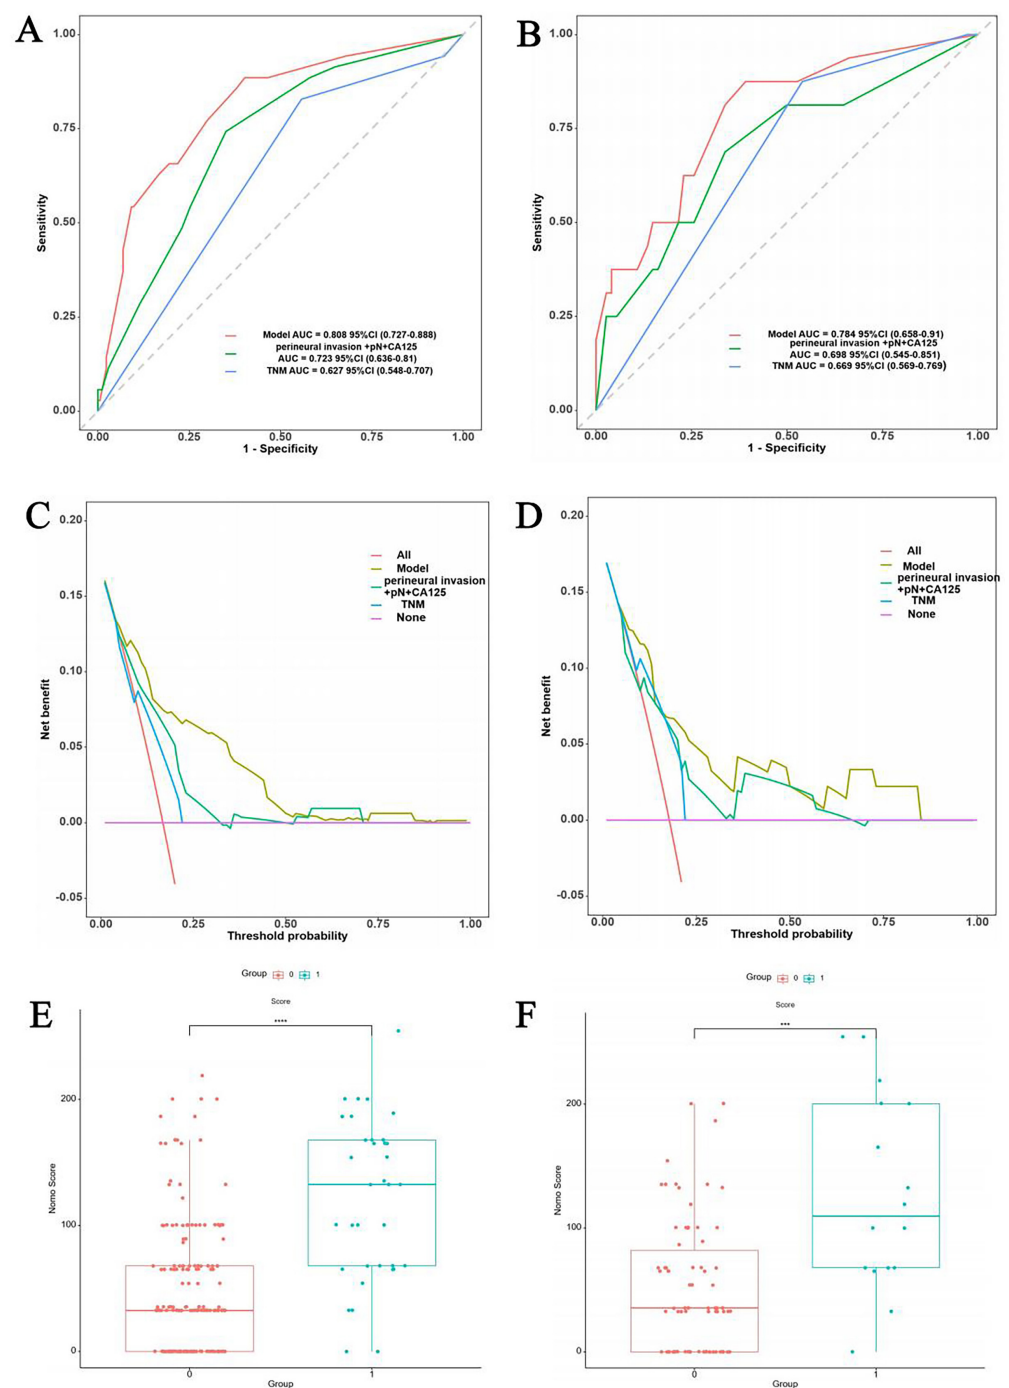 A
1.00
0.75
0.50
0.25
0.00
Sensitivity
Model AUC = 0.808 95%CI (0.727-0.888)
perineural invasion +pN+CA125
AUC = 0.723 95%CI (0.636-0.81)
TNM AUC = 0.627 95%CI (0.548-0.707)
0.00 0.25 0.50 0.75 1.00
1 - Specificity
B
1.00
0.75
0.50
0.25
0.00
Sensitivity
Model AUC = 0.784 95%CI (0.658-0.91)
perineural invasion +pN+CA125
AUC = 0.698 95%CI (0.545-0.851)
TNM AUC = 0.669 95%CI (0.569-0.769)
0.00 0.25 0.50 0.75 1.00
1 - Specificity
C
0.20
0.15
0.10
0.05
0.00
-0.05
Net benefit
All
Model
perineural invasion
+pN+CA125
TNM
None
0.00 0.25 0.50 0.75 1.00
Threshold probability
D
0.20
0.15
0.10
0.05
0.00
-0.05
Net benefit
All
Model
perineural invasion
+pN+CA125
TNM
None
0.00 0.25 0.50 0.75 1.00
Threshold probability
Group 0 1
E
Score
****
200
100
0
Nomo Score
0 1
Group
Group 0 1
F
Score
***
200
100
0
Nomo Score
0 1
Group